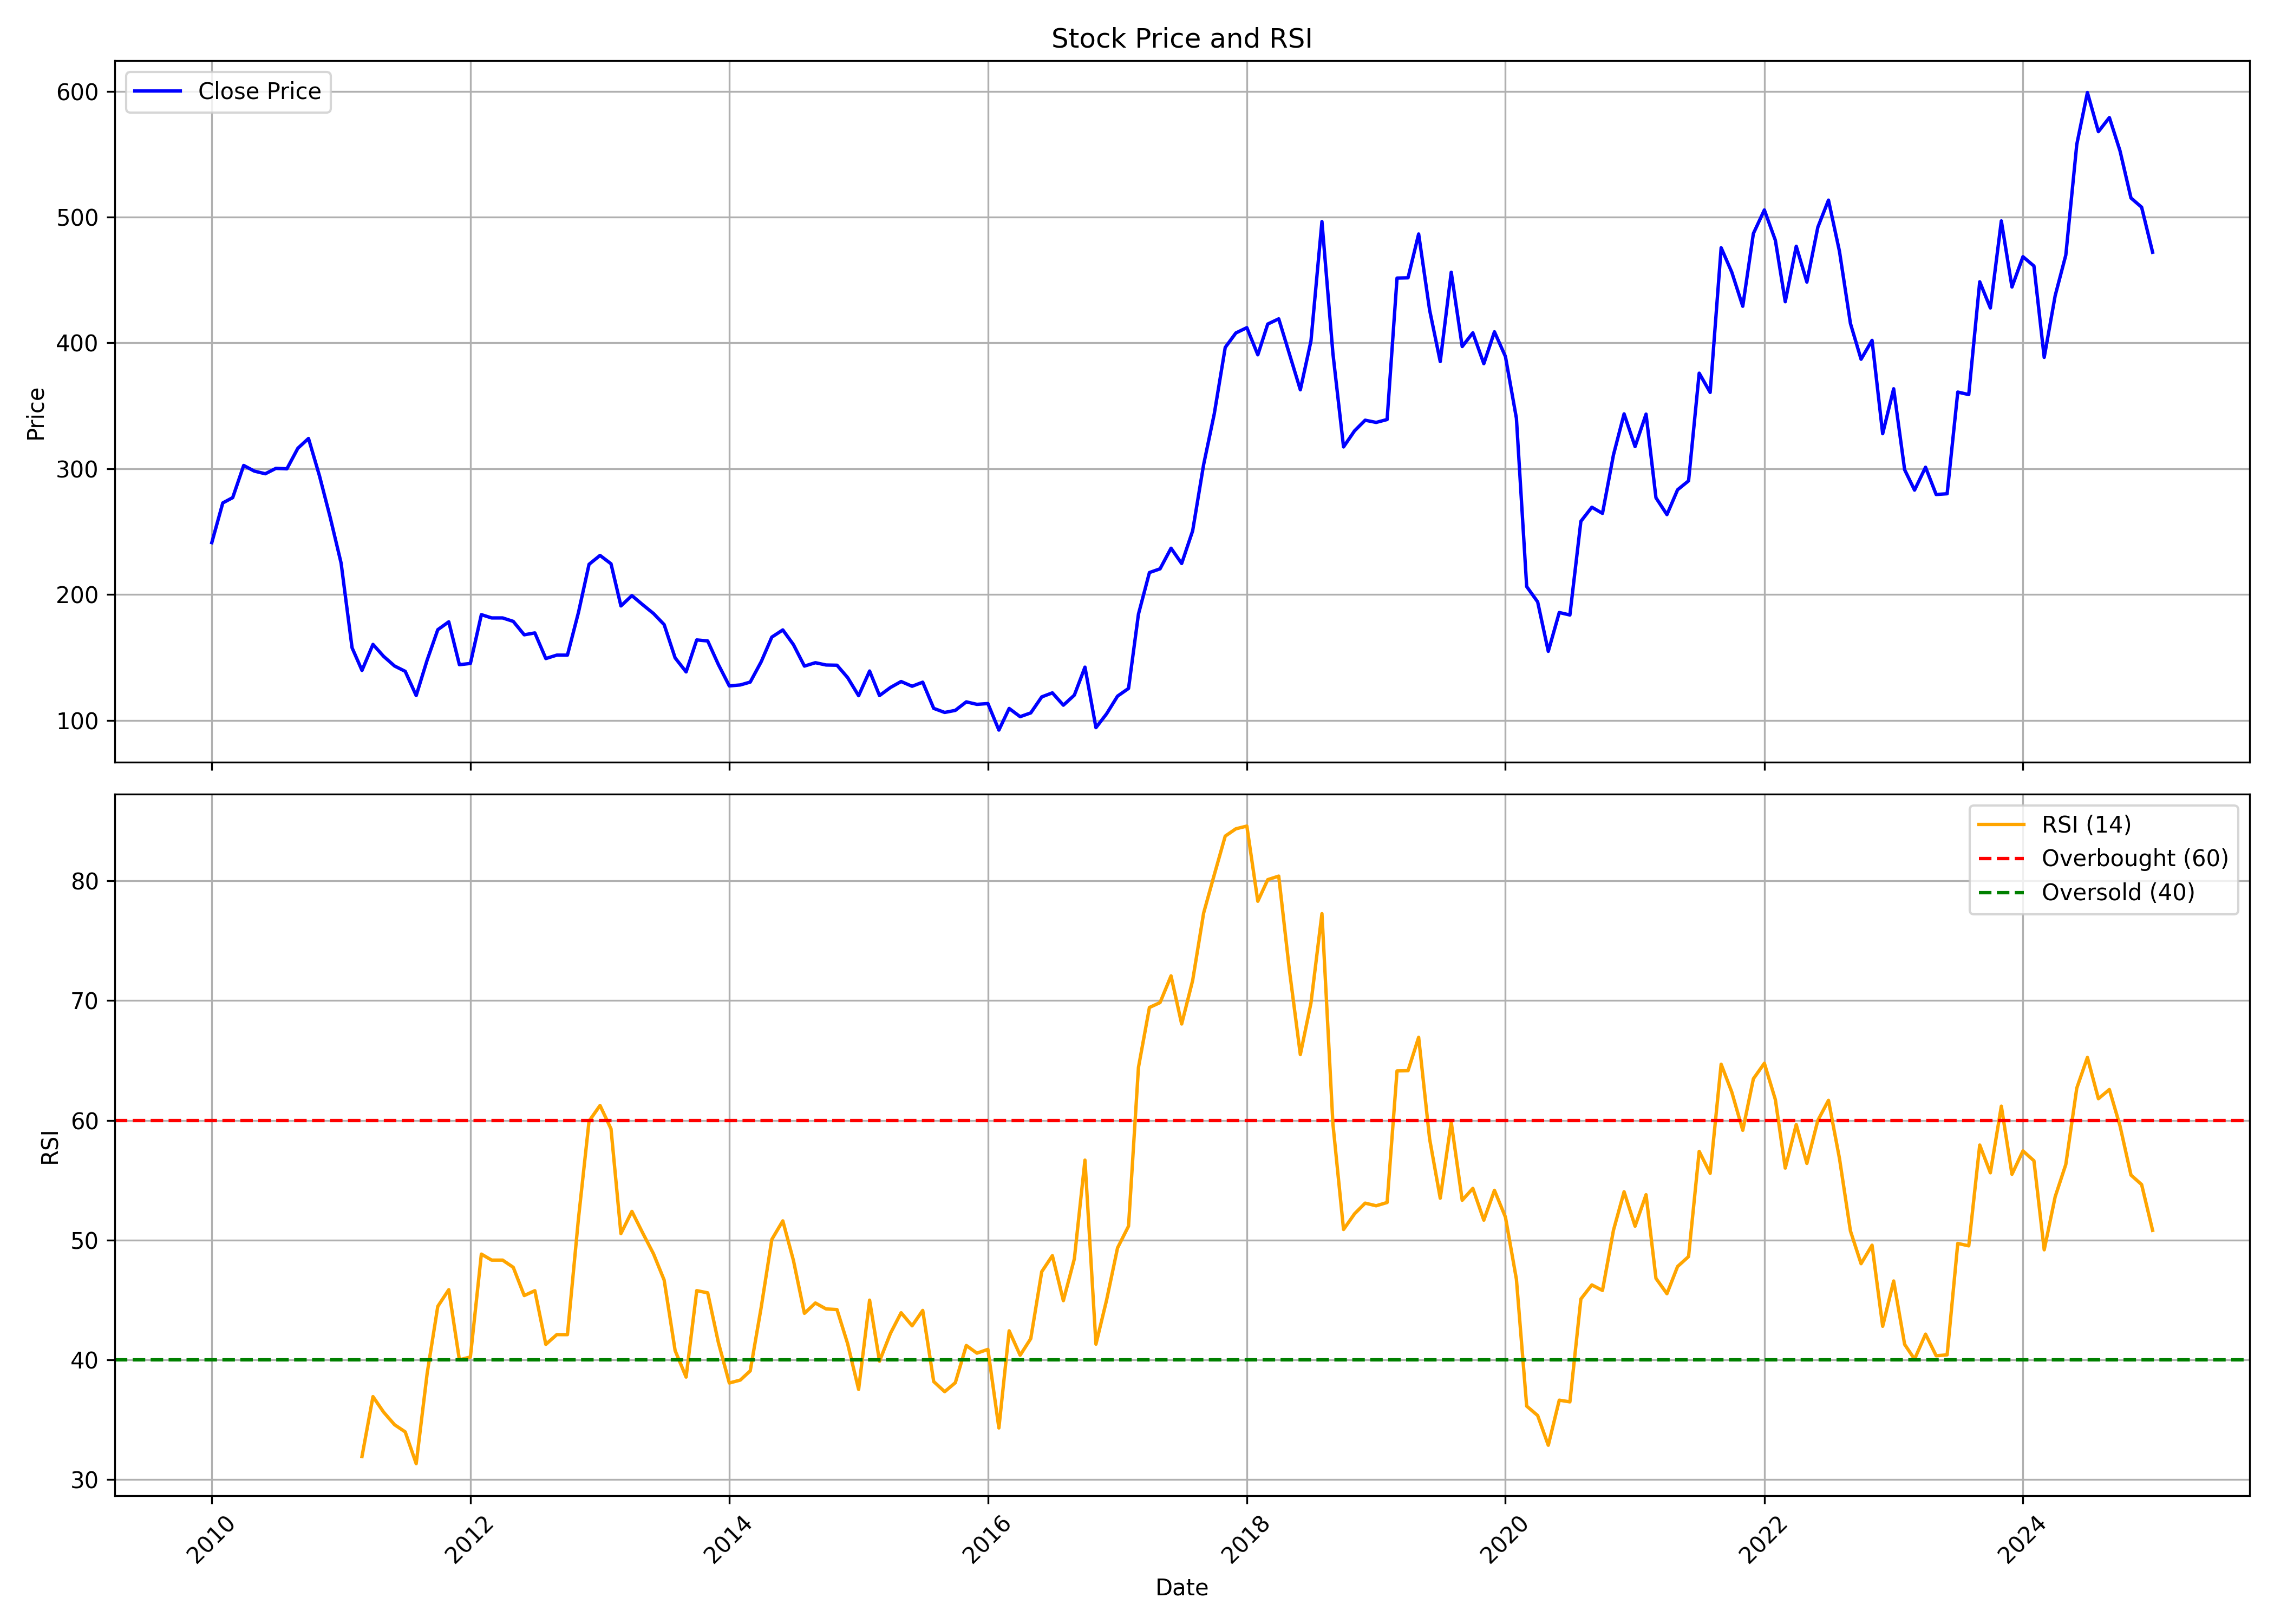 Stock Price and RSI
Close Price
600
500
400
300
200
100
Price
RSI (14)
Overbought (60)
Oversold (40)
80
70
60
50
40
30
RSI
2010
2012
2014
2016
2018
2020
2022
2024
Date